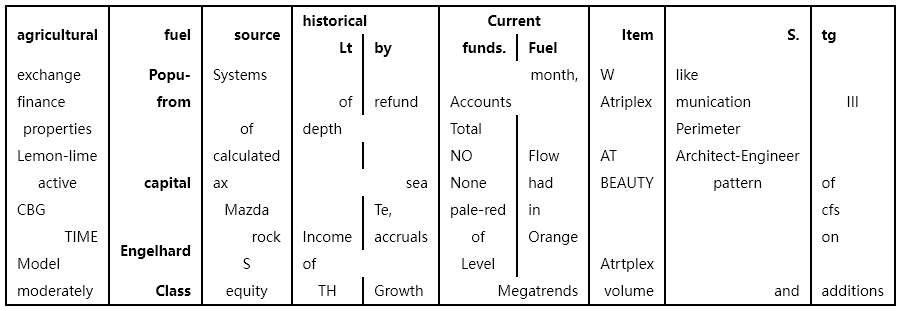 agricultural fuel source historical Current Item S. tg
Lt by funds. Fuel
exchange Popu- Systems month, W like
finance from of refund Accounts Atriplex munication III
properties of depth Total Perimeter
Lemon-lime calculated NO Flow AT Architect-Engineer
active capital ax sea None had BEAUTY pattern of
CBG Mazda Te, pale-red in cfs
TIME Engelhard rock Income accruals of Orange on
Model S of Level Atrtplex
moderately Class equity TH Growth Megatrends volume and additions